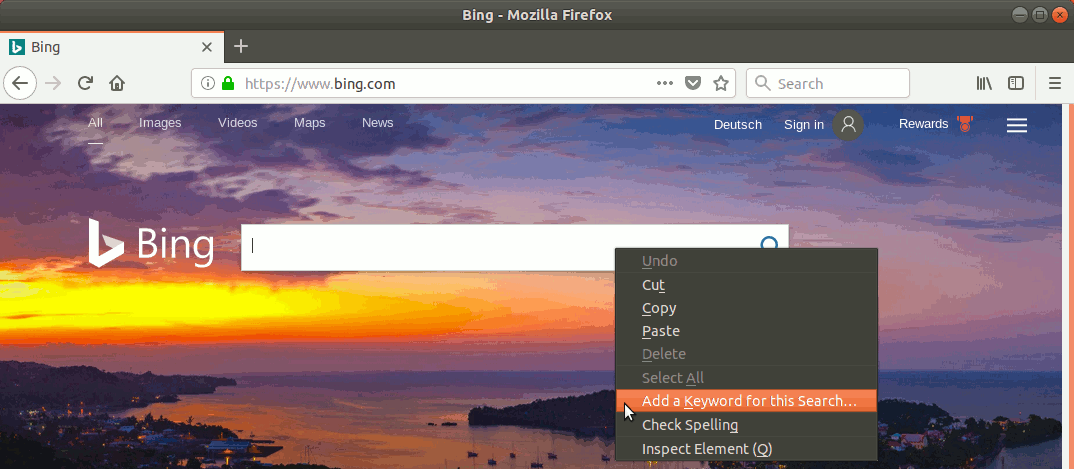 Bing - Mozilla Firefox
Bing
https://www.bing.com
Search
All Images Videos Maps News Deutsch Sign in Rewards
Bing
Undo
Cut
Copy
Paste
Delete
Select All
Add a Keyword for this Search...
Check Spelling
Inspect Element (Q)